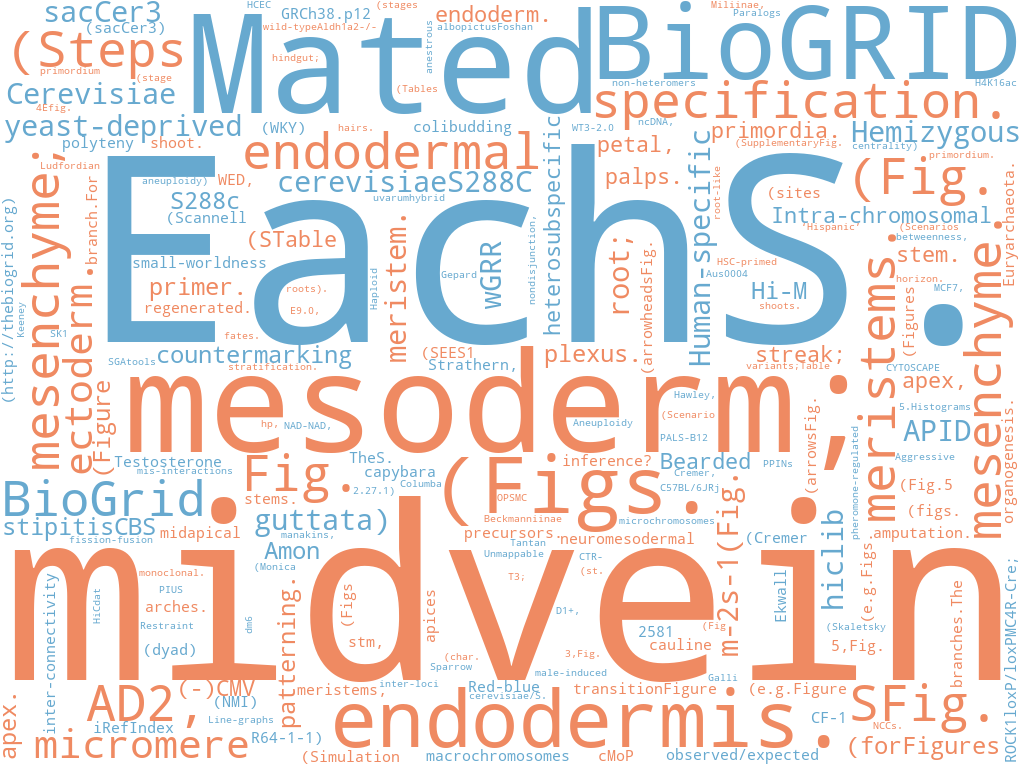 sacCer3
(sacCer3)
HCEC
GRCh38.p12
(stages
endoderm.
Miliinae,
Paralogs
wild-typeAldh1a2-/-
albopictusFoshan
(Steps
Mated
BioGRID
anestrous
hindgut;
primordium
(stage
(Tables
non-heteromers
H4K16ac
Cerevisiae
specification.
4Efig.
yeast-deprived
(WKY)
hairs.
colibudding
WT3-2.0
ncDNA,
primordia.
Hemizygous
polyteny
shoot.
endodermal
heterosubspecific
petal,
(SupplementaryFig.
centrality)
primordium.
Ludfordian
aneuploidy)
WED,
cerevisiaeS288C
palps.
root-like
(Fig.
mesenchyme;
branch.For
S288c
uvarumhybrid
Human-specific
(sites
(Scannell
Intra-chromosomal
EachS.
'Hispanic'
(Scenarios
(http://thebiogrid.org)
(STable
meristem.
wGRR
root;
betweenness,
stem.
Euryarchaeota.
small-worldness
Gepard
nondisjunction,
(arrowheadsFig.
HSC-primed
Aus0004
ectoderm.
primer.
roots).
Haploid
Hi-M
horizon.
MCF7,
mesenchyme.
regenerated.
E9.0,
shoots.
(Figures
Keeney
SK1
fates.
SGAtools
countermarking
(SEES1
plexus.
streak;
meristems.
stratification.
Strathern,
variants;Table
CYTOSCAPE
apex,
(Figure
mesoderm;
Hawley,
(arrowsFig.
5.Histograms
hp,
NAD-NAD,
Aneuploidy
(Scenario
APID
PALS-B12
pheromone-regulated
Testosterone
TheS.
inference?
Bearded
PPINs
Aggressive
mis-interactions
Fig.
capybara
(Figs.
Cremer,
organogenesis.
BioGrid.
2.27.1)
Columba
C57BL/6JRj
(Fig.5
stems.
OPSMC
m-2s-1(Fig.
hiclib
(figs.
stipitisCBS
midapical
guttata)
Beckmanniinae
microchromosomes
fission-fusion
manakins,
precursors.
neuromesodermal
(Cremer
amputation.
Amon
Tantan
Unmappable
CTR-
(e.g.Figs.
midvein
monoclonal.
(Monica
T3;
(st.
Ekwall
inter-connectivity
HiCdat
PIUS
patterning.
(Figs
apices
D1+,
branches.The
ROCK1loxP/loxPMC4R-Cre;
arches.
Restraint
dm6
stm,
2581
(Fig
(Skaletsky
(dyad)
cauline
5,Fig.
(char.
3,Fig.
Sparrow
male-induced
Galli
apex.
AD2,
(-)CMV
meristems,
inter-loci
Red-blue
transitionFigure
(e.g.Figure
SFig.
(NMI)
cerevisiae/S.
iRefIndex
Line-graphs
endodermis.
CF-1
NCCs.
micromere
R64-1-1)
(Simulation
macrochromosomes
cMoP
observed/expected
(forFigures